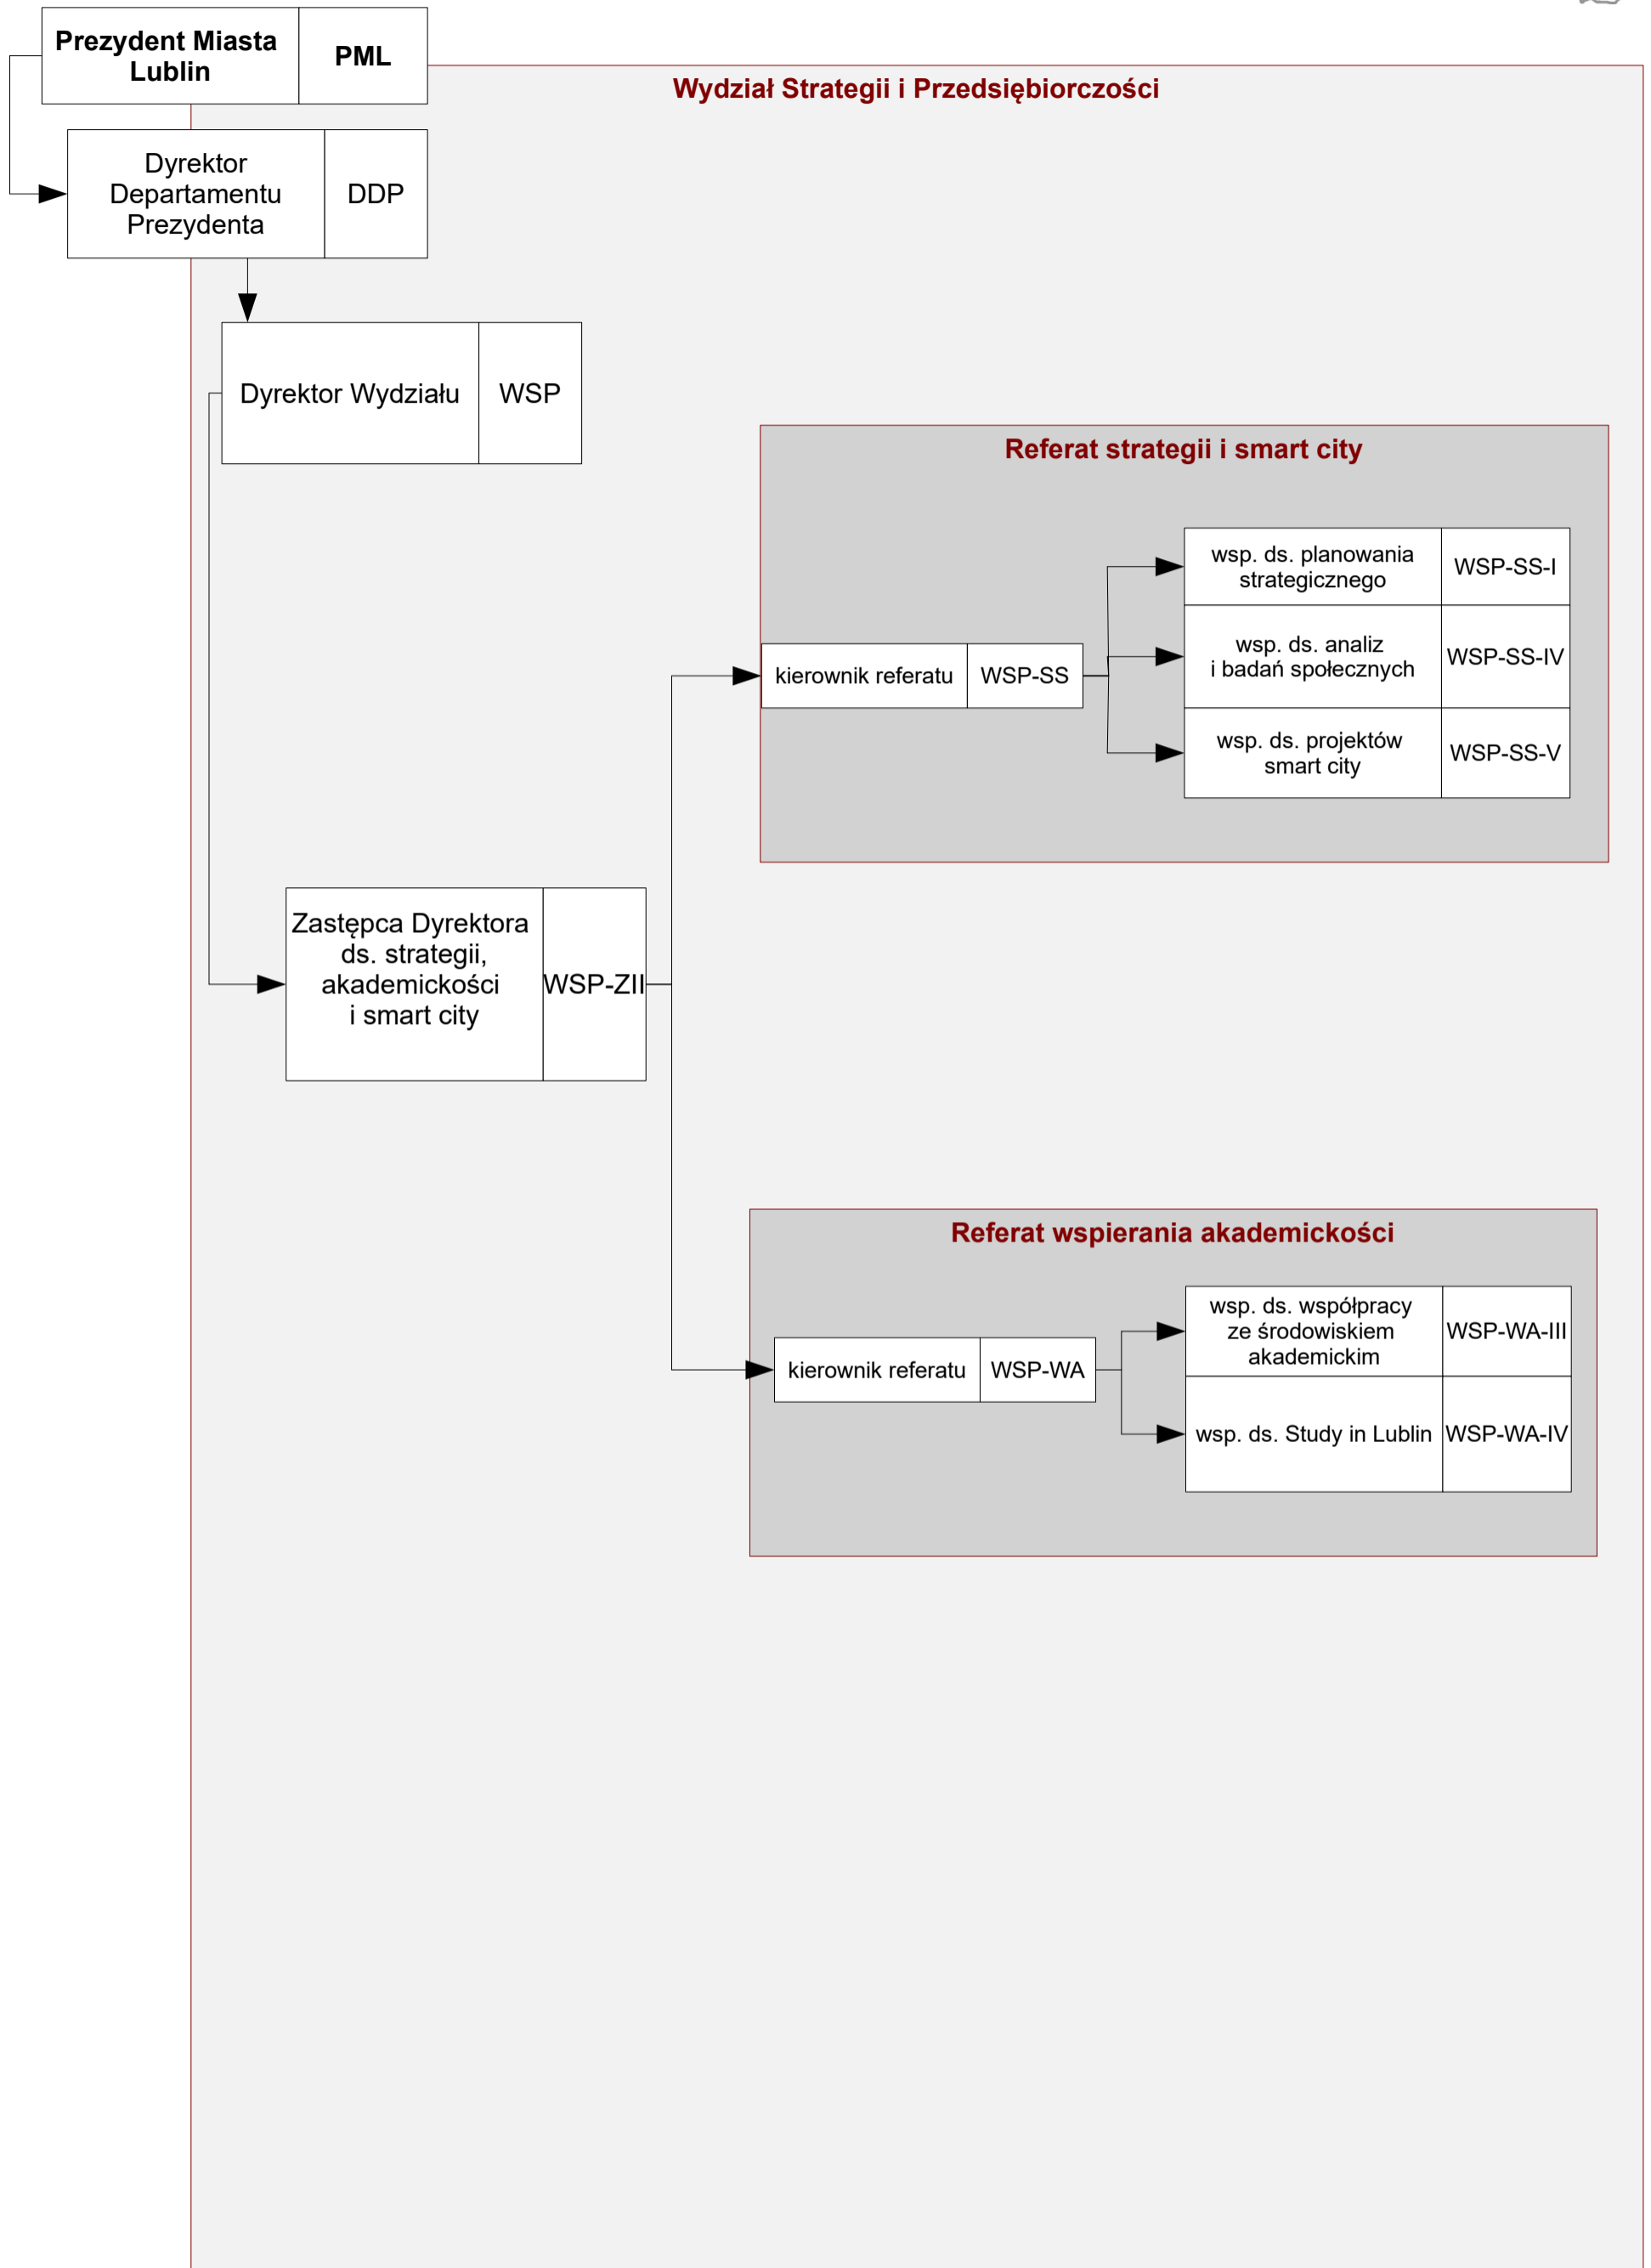 Prezydent Miasta
Lublin
PML
Wydział Strategii i Przedsiębiorczości
Dyrektor
Departamentu
Prezydenta
DDP
Dyrektor Wydziału
WSP
Referat strategii i smart city
wsp. ds. planowania
strategicznego
WSP-SS-I
kierownik referatu
WSP-SS
wsp. ds. analiz
i badań społecznych
WSP-SS-IV
wsp. ds. projektów
smart city
WSP-SS-V
Zastępca Dyrektora
ds. strategii,
akademickości
i smart city
WSP-ZII
Referat wspierania akademickości
kierownik referatu
WSP-WA
wsp. ds. współpracy
ze środowiskiem
akademickim
WSP-WA-III
wsp. ds. Study in Lublin
WSP-WA-IV